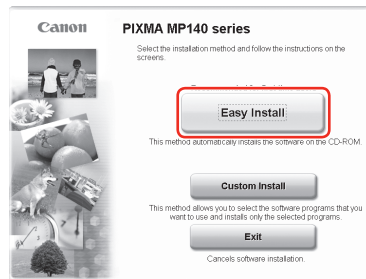 Canon
PIXMA MP140 series
Select the installation method and follow the instructions on the
screens.
Easy Install
This method automatically installs the software on the CD-ROM.
Custom Install
This method allows you to select the software programs that you
want to use and installs only the selected programs.
Exit
Cancels software installation.